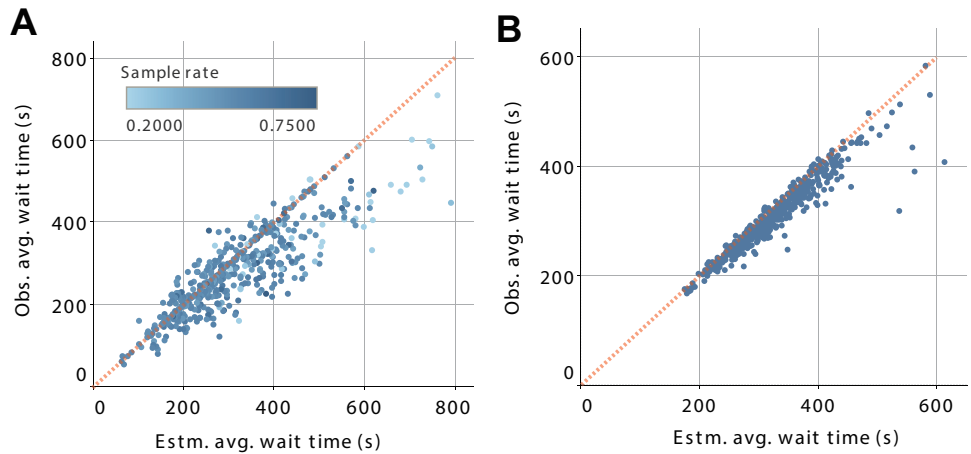 A
Obs. avg. wait time (s)
800
600
400
200
0
Sample rate
0.2000 0.7500
0 200 400 600 800
Estm. avg. wait time (s)
B
Obs. avg. wait time (s)
600
400
200
0
0 200 400 600
Estm. avg. wait time (s)